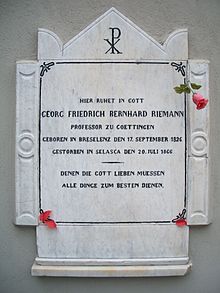 HIER RUHET IN GOTT
GEORG FRIEDRICH BERNHARD RIEMANN
PROFESSOR ZU GOETTINGEN
GEBOREN IN BRESELENZ DEN 17. SEPTEMBER 1826
GESTORBEN IN SELASCA DEN 20. JULI 1866
DENEN DIE GOTT LIEBEN MUESSEN
ALLE DINGE ZUM BESTEN DIENEN.